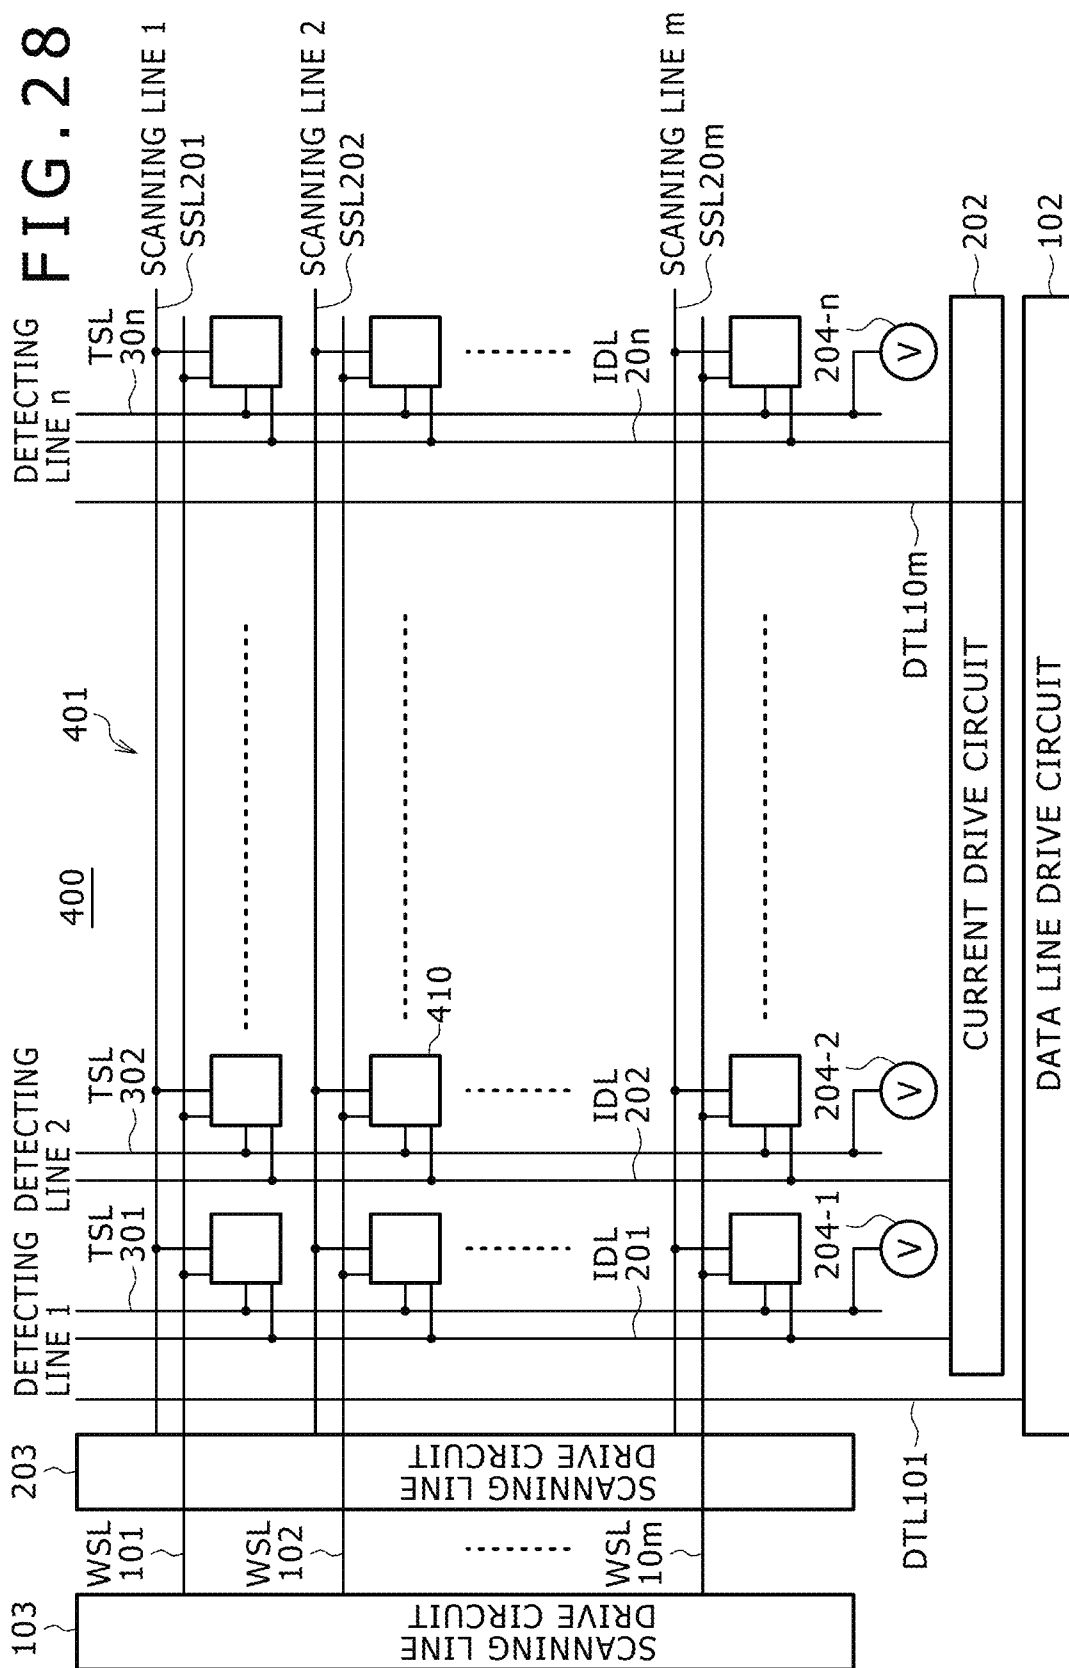 FIG.28
400
401
DETECTING
LINE 1
DETECTING
LINE 2
DETECTING
LINE n
TSL
301
TSL
302
TSL
30n
SCANNING LINE 1
SSL201
SCANNING LINE 2
SSL202
SCANNING LINE m
SSL20m
103
203
SCANNING LINE
DRIVE CIRCUIT
SCANNING LINE
DRIVE CIRCUIT
WSL
101
WSL
102
WSL
10m
410
IDL
201
IDL
202
IDL
20n
204-1
204-2
204-n
V
V
V
DTL101
DTL10m
CURRENT DRIVE CIRCUIT
202
DATA LINE DRIVE CIRCUIT
102